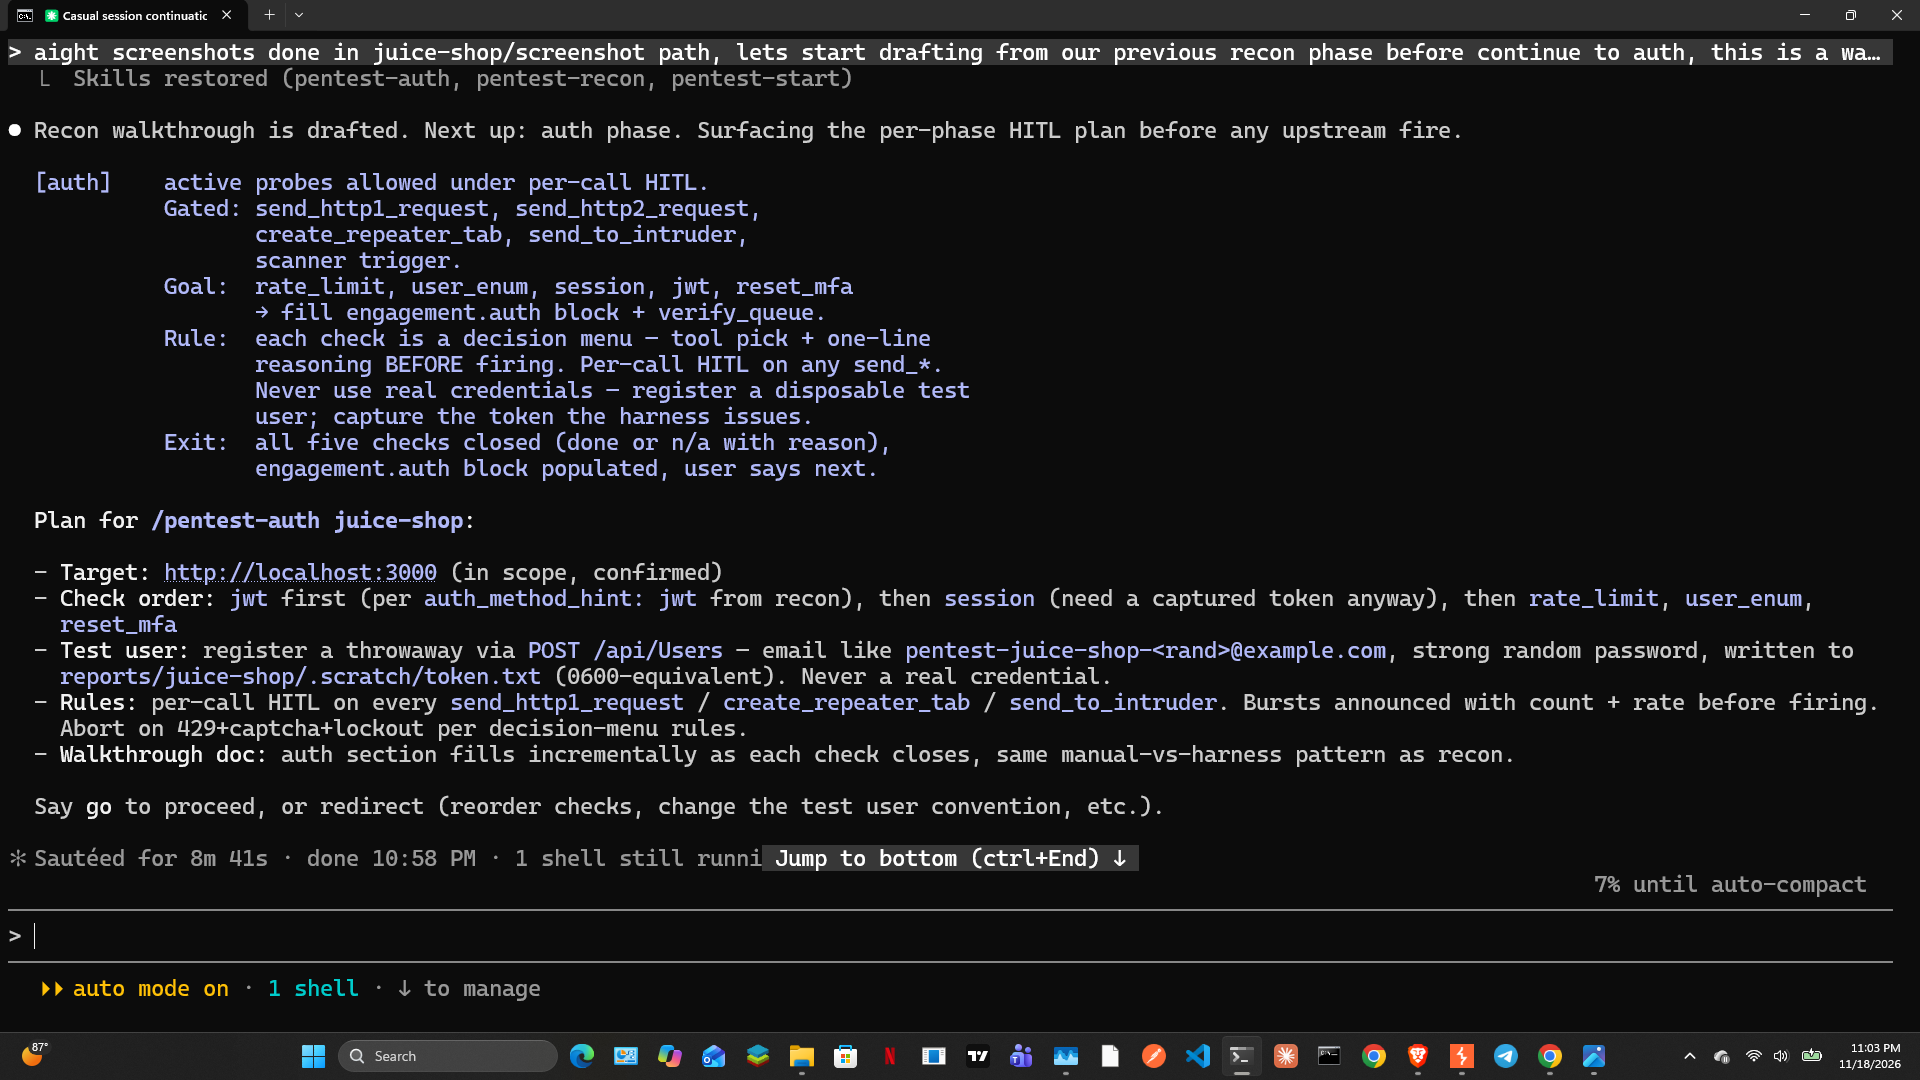 Casual session continuatic
> aight screenshots done in juice-shop/screenshot path, lets start drafting from our previous recon phase before continue to auth, this is a wa…
└ Skills restored (pentest-auth, pentest-recon, pentest-start)
● Recon walkthrough is drafted. Next up: auth phase. Surfacing the per-phase HITL plan before any upstream fire.
[auth] active probes allowed under per-call HITL.
Gated: send_http1_request, send_http2_request,
create_repeater_tab, send_to_intruder,
scanner trigger.
Goal: rate_limit, user_enum, session, jwt, reset_mfa
→ fill engagement.auth block + verify_queue.
Rule: each check is a decision menu — tool pick + one-line
reasoning BEFORE firing. Per-call HITL on any send_*.
Never use real credentials — register a disposable test
user; capture the token the harness issues.
Exit: all five checks closed (done or n/a with reason),
engagement.auth block populated, user says next.
Plan for /pentest-auth juice-shop:
- Target: http://localhost:3000 (in scope, confirmed)
- Check order: jwt first (per auth_method_hint: jwt from recon), then session (need a captured token anyway), then rate_limit, user_enum,
reset_mfa
- Test user: register a throwaway via POST /api/Users — email like pentest-juice-shop-<rand>@example.com, strong random password, written to
reports/juice-shop/.scratch/token.txt (0600-equivalent). Never a real credential.
- Rules: per-call HITL on every send_http1_request / create_repeater_tab / send_to_intruder. Bursts announced with count + rate before firing.
Abort on 429+captcha+lockout per decision-menu rules.
- Walkthrough doc: auth section fills incrementally as each check closes, same manual-vs-harness pattern as recon.
Say go to proceed, or redirect (reorder checks, change the test user convention, etc.).
✻ Sautéed for 8m 41s · done 10:58 PM · 1 shell still runni Jump to bottom (ctrl+End) ↓
7% until auto-compact
>
⏵⏵ auto mode on · 1 shell · ↓ to manage
87°
Search
11:03 PM
11/18/2026